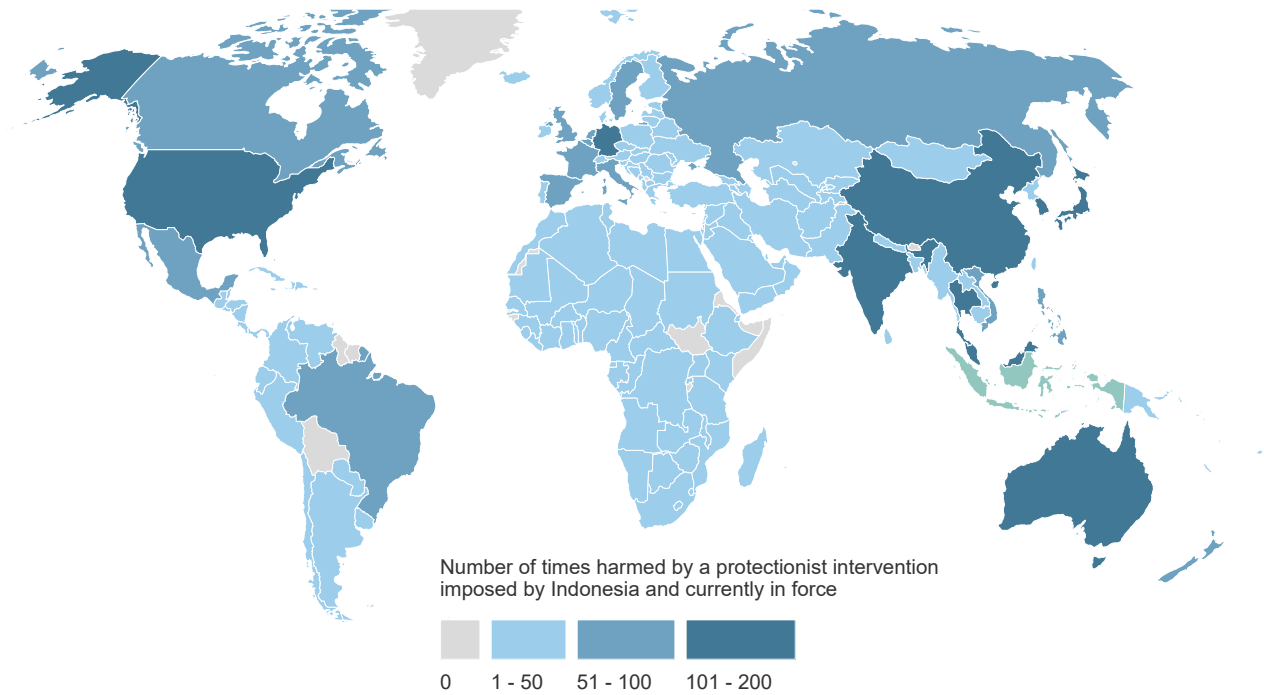 Number of times harmed by a protectionist intervention
imposed by Indonesia and currently in force
0 1 - 50 51 - 100 101 - 200